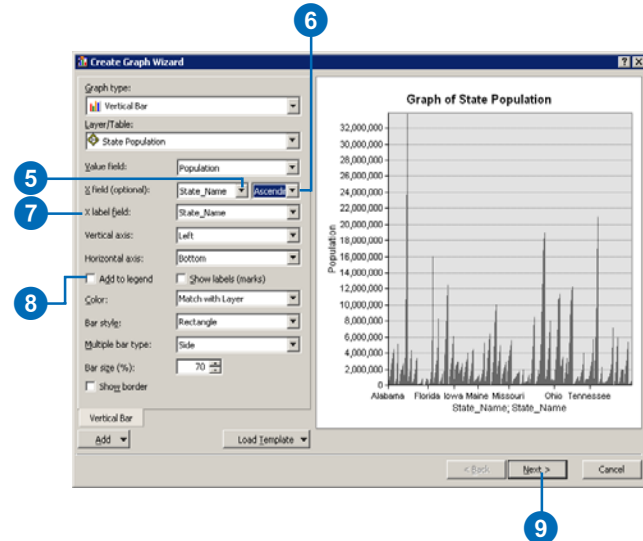 6
Create Graph Wizard
Graph type:
Vertical Bar
Layer/Table:
State Population
Value field:
Population
5
X field (optional):
State_Name
Ascendi
7
X label field:
State_Name
Vertical axis:
Left
Horizontal axis:
Bottom
8
Add to legend
Show labels (marks)
Color:
Match with Layer
Bar style:
Rectangle
Multiple bar type:
Side
Bar size (%):
70
Show border
Vertical Bar
Add
Load Template
Graph of State Population
32,000,000
30,000,000
28,000,000
26,000,000
24,000,000
22,000,000
20,000,000
18,000,000
16,000,000
14,000,000
12,000,000
10,000,000
8,000,000
6,000,000
4,000,000
2,000,000
0
Population
Alabama Florida Iowa Maine Missouri Ohio Tennessee
State_Name; State_Name
< Back
Next >
Cancel
9